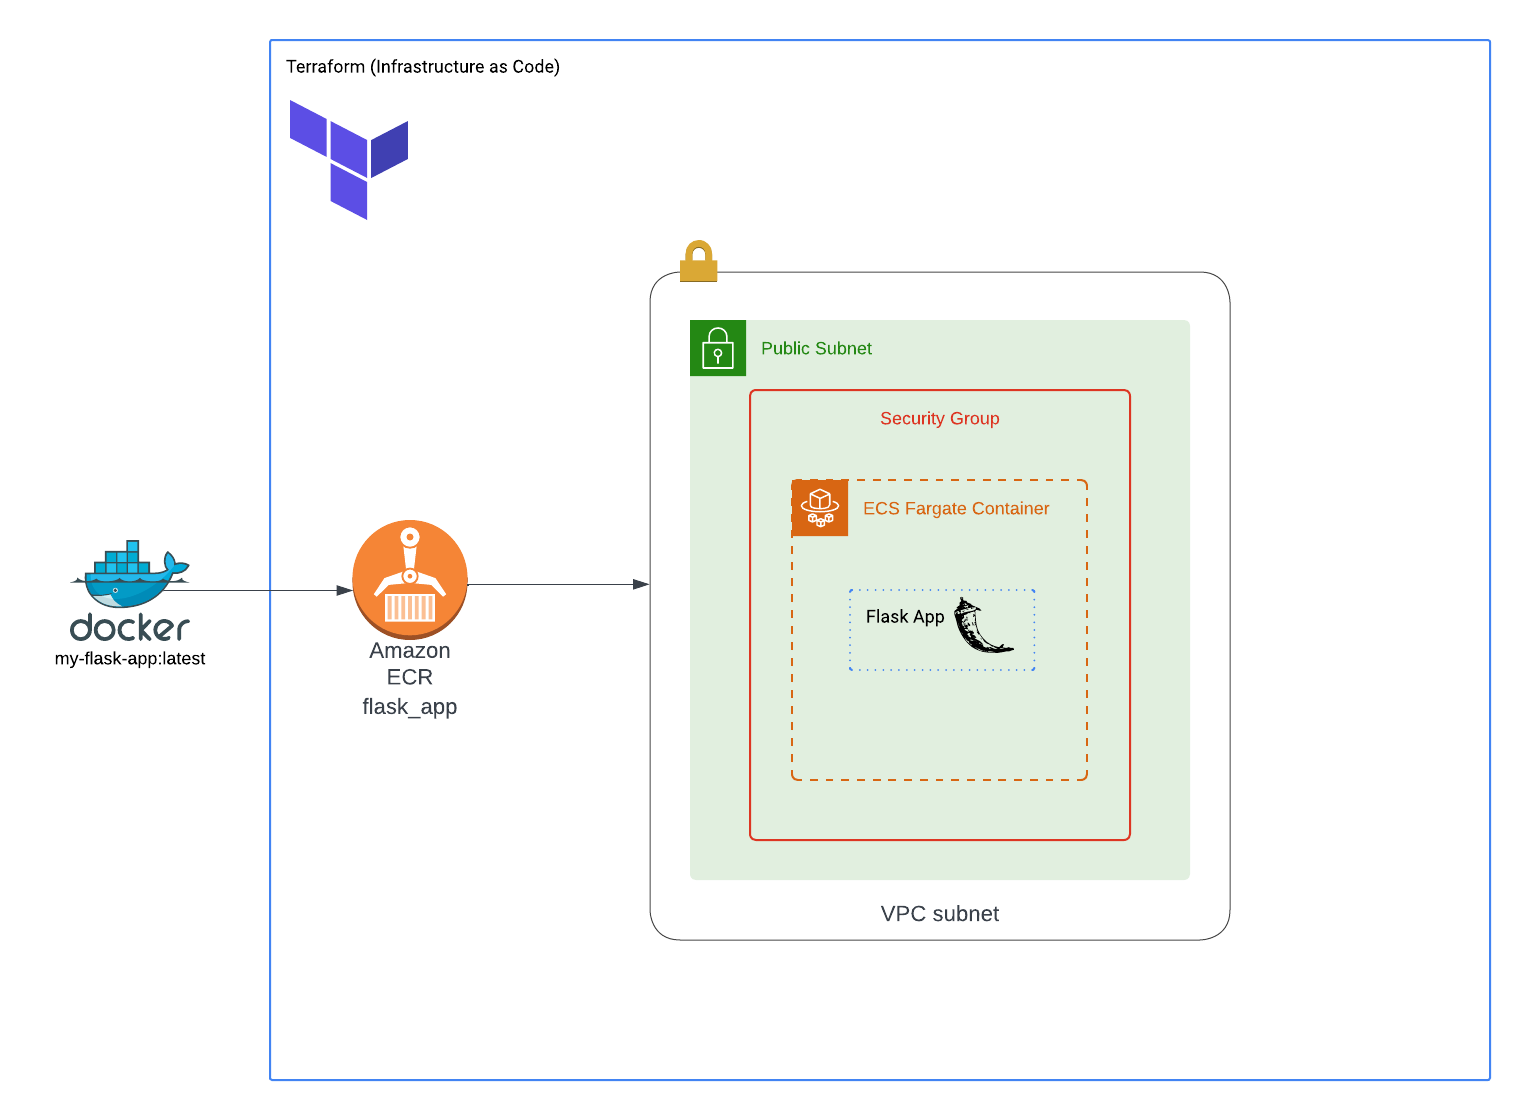 Terraform (Infrastructure as Code)
Public Subnet
Security Group
ECS Fargate Container
Flask App
docker
my-flask-app:latest
Amazon
ECR
flask_app
VPC subnet